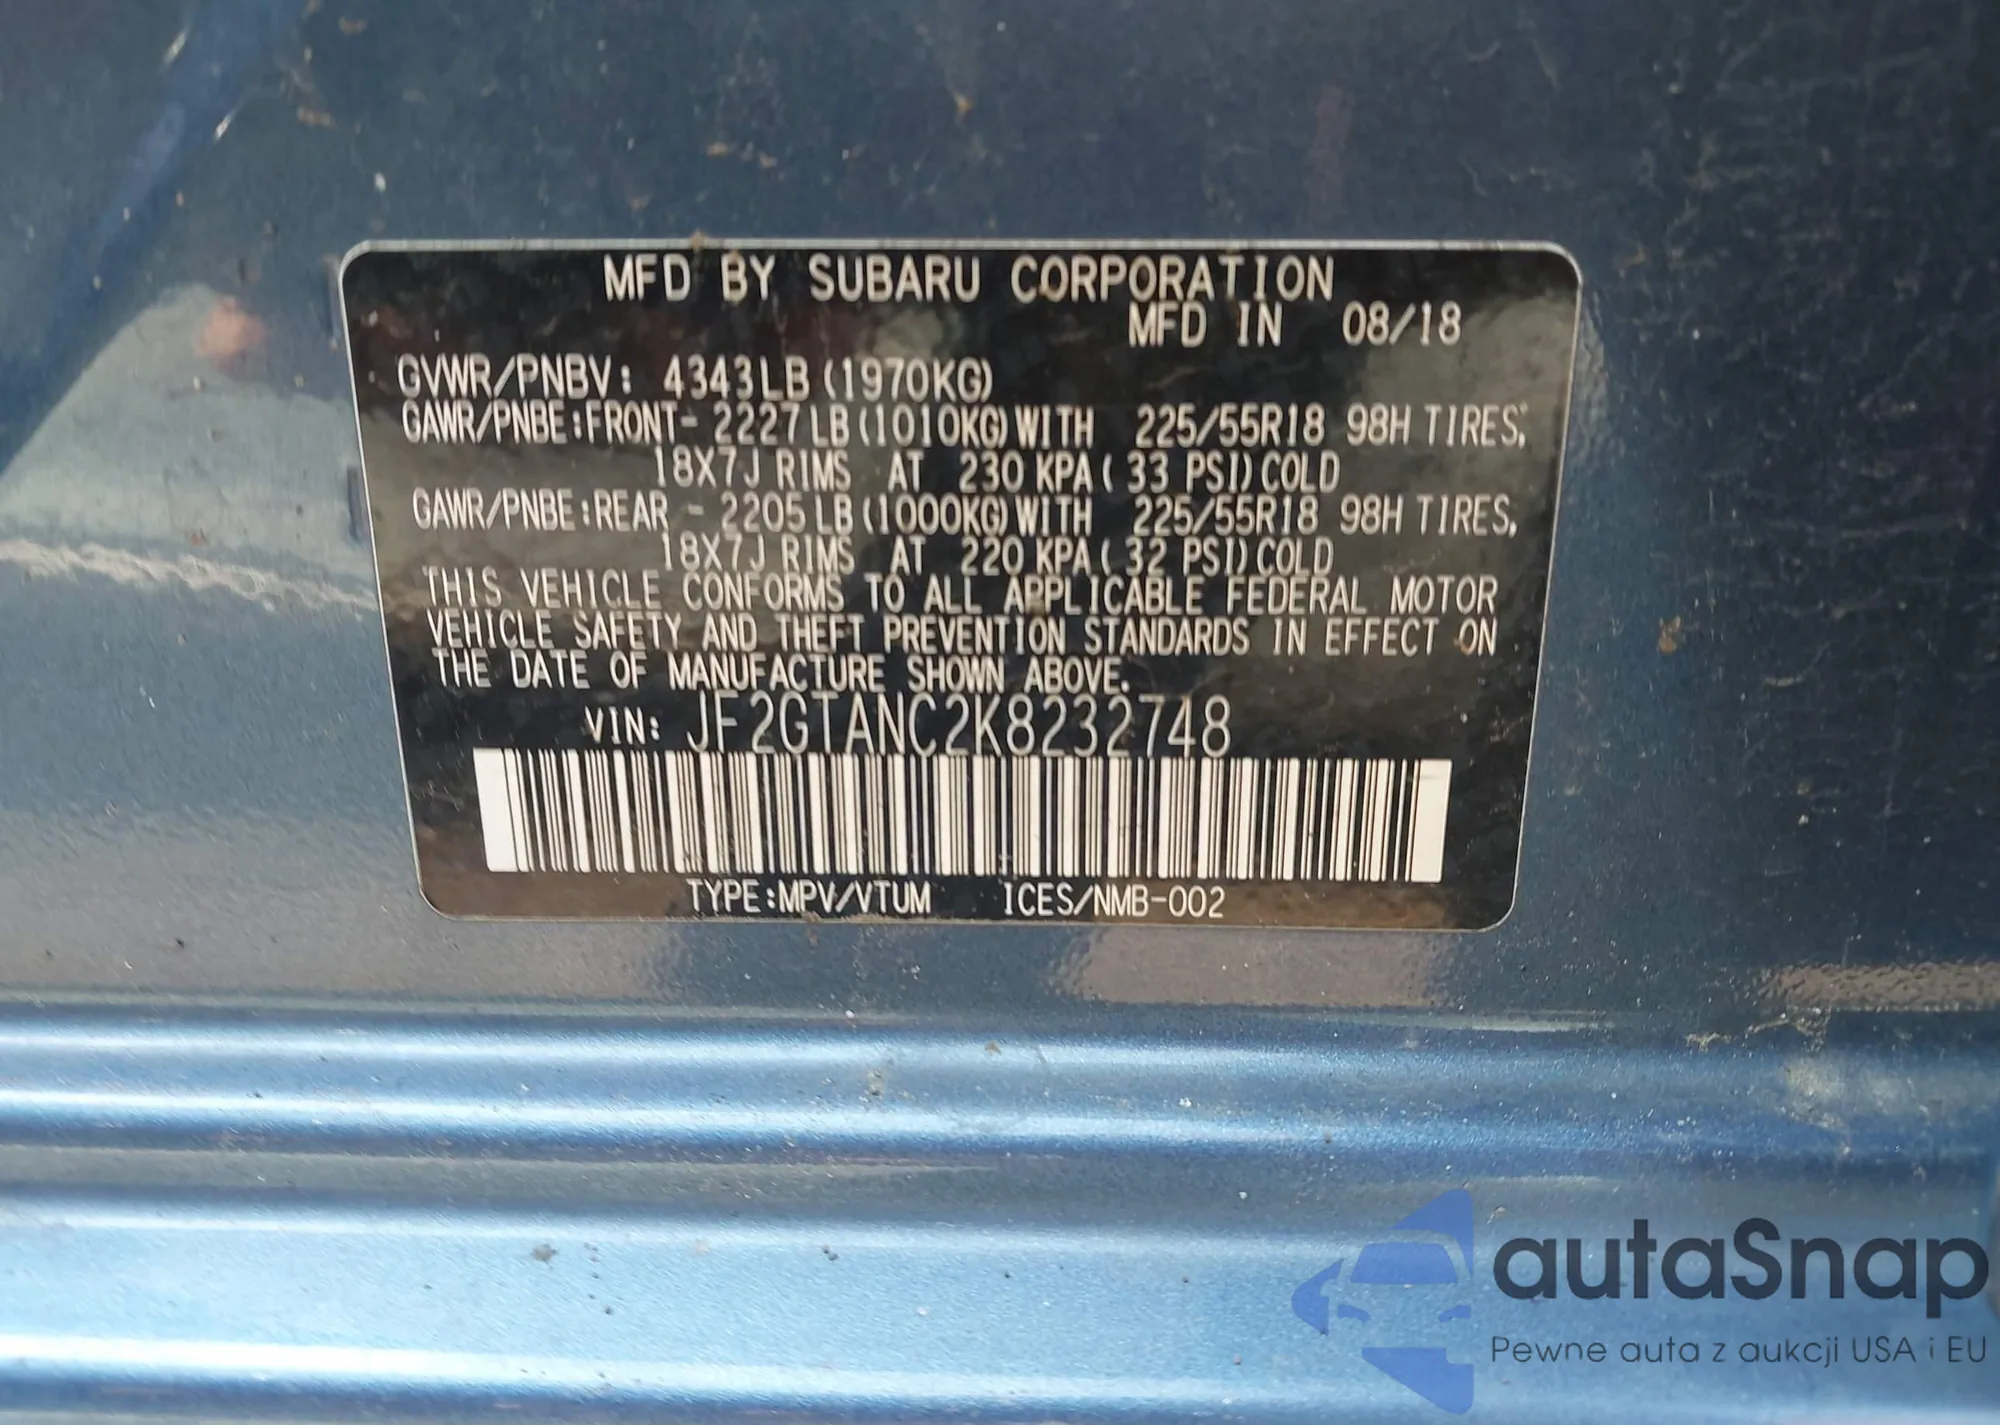 MFD BY SUBARU CORPORATION
MFD IN 08/18
GVWR/PNBV: 4343LB (1970KG)
GAWR/PNBE:FRONT- 2227LB (1010KG) WITH 225/55R18 98H TIRES,
18X7J RIMS AT 230 KPA ( 33 PSI) COLD
GAWR/PNBE:REAR - 2205LB (1000KG) WITH 225/55R18 98H TIRES,
18X7J RIMS AT 220 KPA ( 32 PSI) COLD
THIS VEHICLE CONFORMS TO ALL APPLICABLE FEDERAL MOTOR
VEHICLE SAFETY AND THEFT PREVENTION STANDARDS IN EFFECT ON
THE DATE OF MANUFACTURE SHOWN ABOVE.
VIN: JF2GTANC2K8232748
TYPE:MPV/VTUM ICES/NMB-002
autaSnap
Pewne auta z aukcji USA i EU